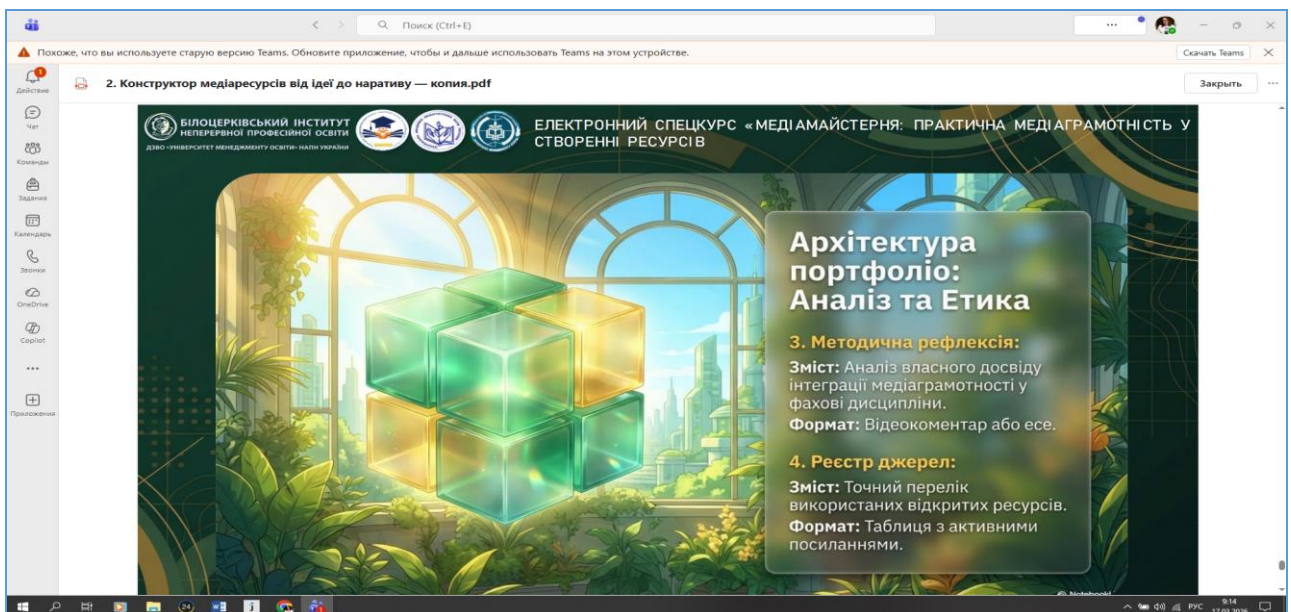 Поиск (Ctrl+E)
Похоже, что вы используете старую версию Teams. Обновите приложение, чтобы и дальше использовать Teams на этом устройстве.
Скачать Teams
Действие
Чат
Команды
Задания
Календарь
Звонки
OneDrive
Copilot
Приложения
2. Конструктор медіаресурсів від ідеї до наративу — копия.pdf
Закрыть
БІЛОЦЕРКІВСЬКИЙ ІНСТИТУТ
НЕПЕРЕРВНОЇ ПРОФЕСІЙНОЇ ОСВІТИ
ДЗВО «УНІВЕРСИТЕТ МЕНЕДЖМЕНТУ ОСВІТИ» НАПН УКРАЇНИ
ЕЛЕКТРОННИЙ СПЕЦКУРС «МЕДІАМАЙСТЕРНЯ: ПРАКТИЧНА МЕДІАГРАМОТНІСТЬ У
СТВОРЕННІ РЕСУРСІВ
Архітектура
портфоліо:
Аналіз та Етика
3. Методична рефлексія:
Зміст: Аналіз власного досвіду
інтеграції медіаграмотності у
фахові дисципліни.
Формат: Відеокоментар або есе.
4. Реєстр джерел:
Зміст: Точний перелік
використаних відкритих ресурсів.
Формат: Таблиця з активними
посиланнями.
РУС
9:14